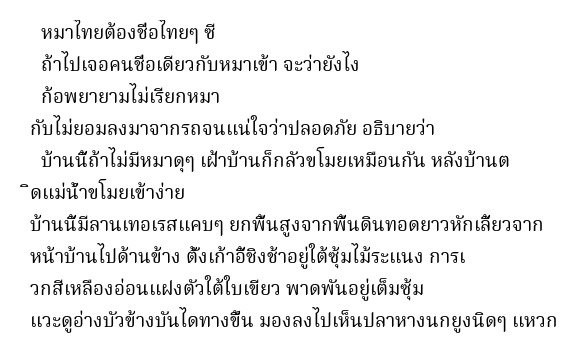 หมาไทยต้องชื่อไทยๆ ซี
ถ้าไปเจอคนชื่อเดียวกับหมาเข้า จะว่ายังไง
ก้อพยายามไม่เรียกหมา
กับไม่ยอมลงมาจากรถจนแน่ใจว่าปลอดภัย อธิบายว่า
บ้านนี้ถ้าไม่มีหมาดุๆ เฝ้าบ้านก็กลัวขโมยเหมือนกัน หลังบ้านต
ิดแม่น้ำขโมยเข้าง่าย
บ้านนี้มีลานเทอเรสแคบๆ ยกพื้นสูงจากพื้นดินทอดยาวหักเลี้ยวจาก
หน้าบ้านไปด้านข้าง ตั้งเก้าอี้ชิงช้าอยู่ใต้ซุ้มไม้ระแนง การเ
วกสีเหลืองอ่อนแฝงตัวใต้ใบเขียว พาดพันอยู่เต็มซุ้ม
แวะดูอ่างบัวข้างบันไดทางขึ้น มองลงไปเห็นปลาหางนกยูงนิดๆ แหวก